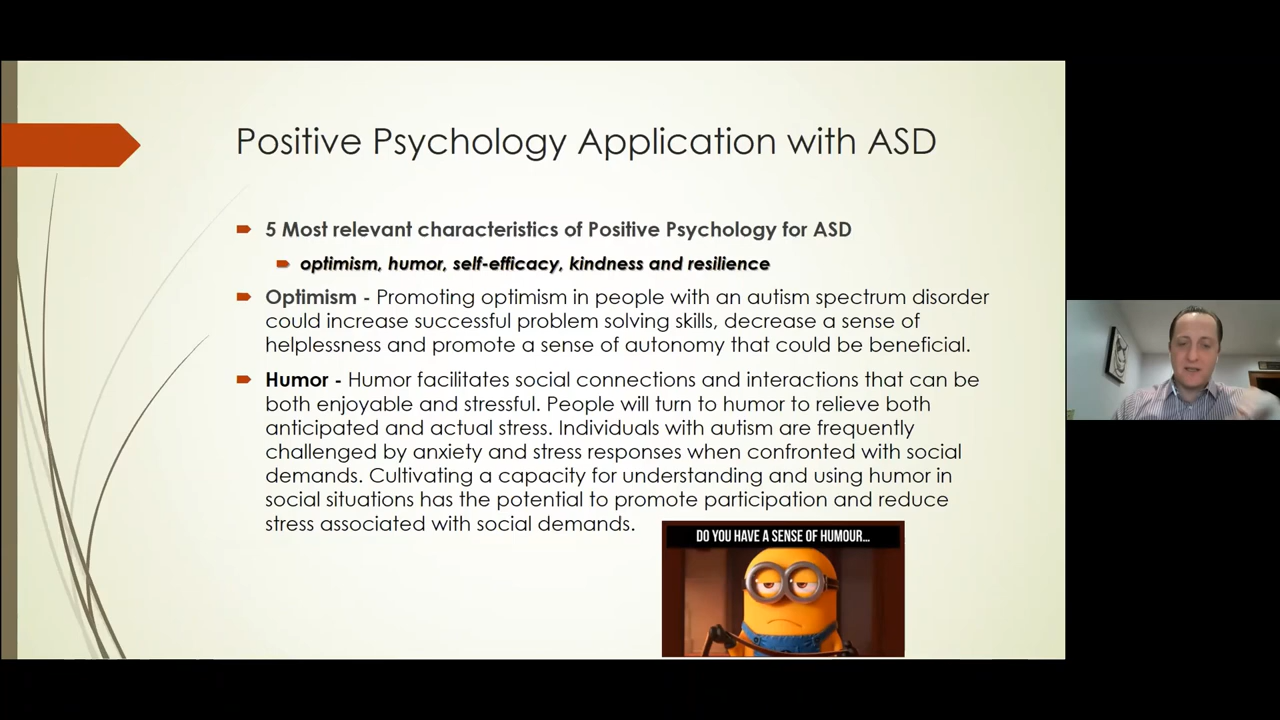 Positive Psychology Application with ASD
5 Most relevant characteristics of Positive Psychology for ASD
optimism, humor, self-efficacy, kindness and resilience
Optimism - Promoting optimism in people with an autism spectrum disorder
could increase successful problem solving skills, decrease a sense of
helplessness and promote a sense of autonomy that could be beneficial.
Humor - Humor facilitates social connections and interactions that can be
both enjoyable and stressful. People will turn to humor to relieve both
anticipated and actual stress. Individuals with autism are frequently
challenged by anxiety and stress responses when confronted with social
demands. Cultivating a capacity for understanding and using humor in
social situations has the potential to promote participation and reduce
stress associated with social demands.
DO YOU HAVE A SENSE OF HUMOUR...